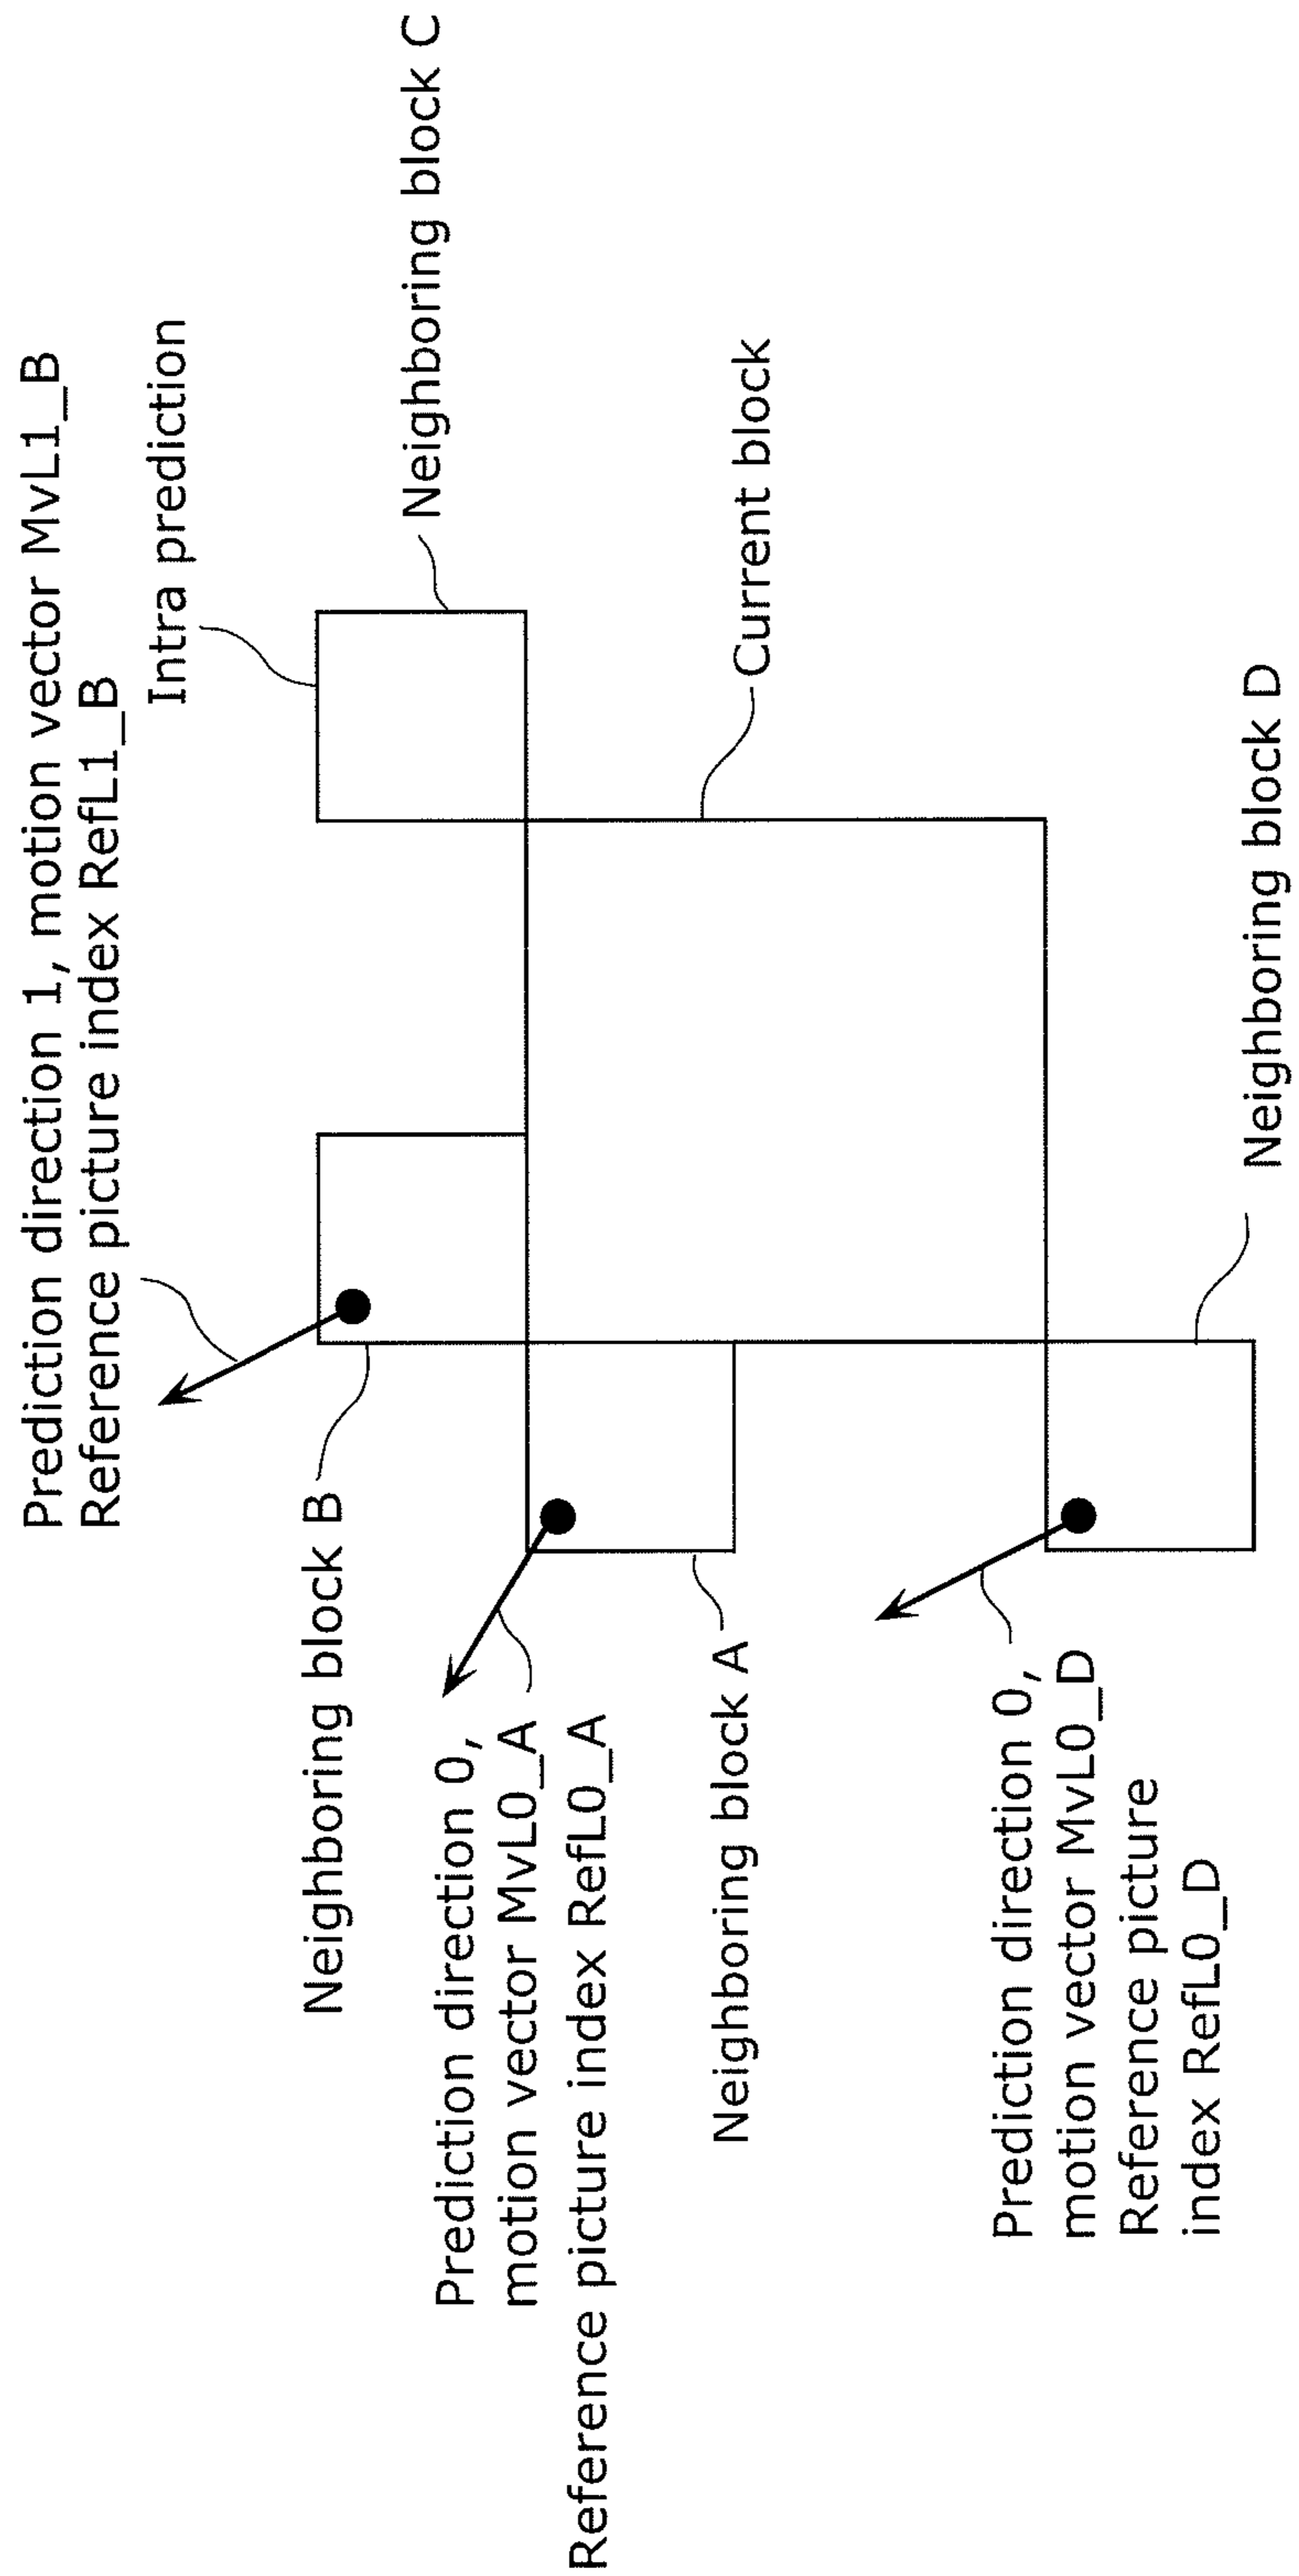 Prediction direction 1, motion vector MvL1_B
Reference picture index RefL1_B
Intra prediction
Neighboring block B
Neighboring block C
Prediction direction 0,
motion vector MvL0_A
Reference picture index RefL0_A
Neighboring block A
Current block
Prediction direction 0,
motion vector MvL0_D
Reference picture
index RefL0_D
Neighboring block D